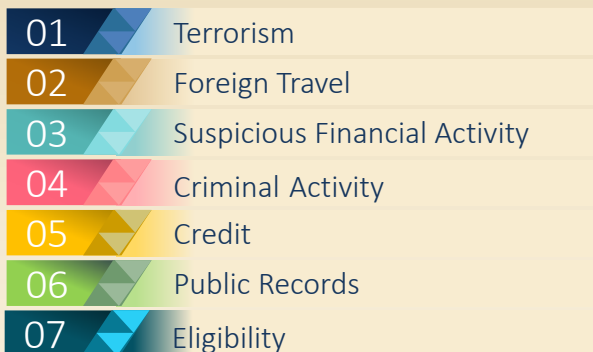 01 Terrorism
02 Foreign Travel
03 Suspicious Financial Activity
04 Criminal Activity
05 Credit
06 Public Records
07 Eligibility